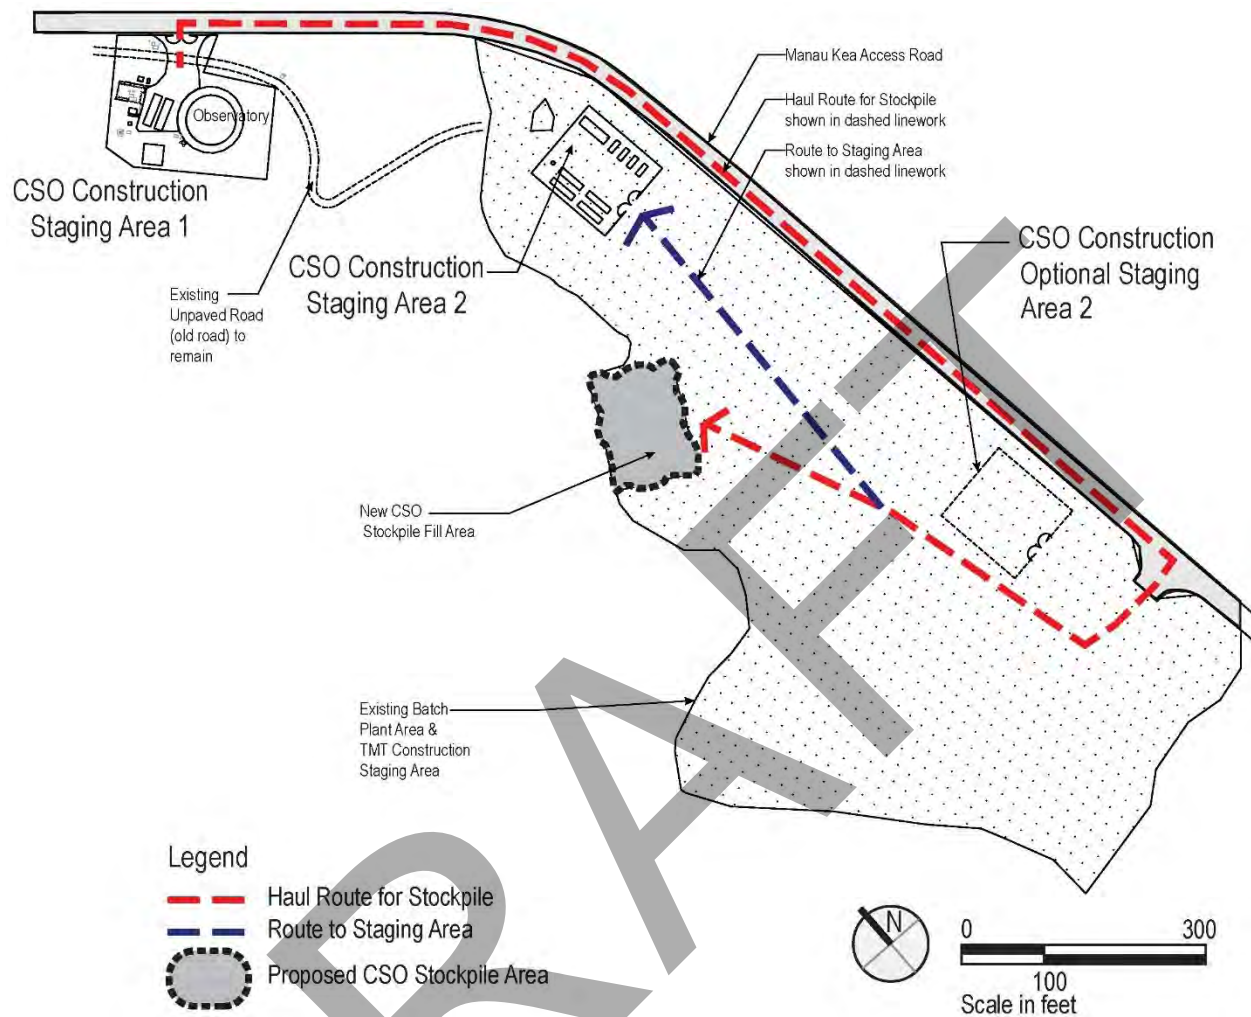 Manau Kea Access Road
Haul Route for Stockpile
shown in dashed linework
Route to Staging Area
shown in dashed linework
Observatory
CSO Construction
Staging Area 1
CSO Construction
Staging Area 2
CSO Construction
Optional Staging
Area 2
Existing
Unpaved Road
(old road) to
remain
New CSO
Stockpile Fill Area
Existing Batch
Plant Area &
TMT Construction
Staging Area
Legend
Haul Route for Stockpile
Route to Staging Area
Proposed CSO Stockpile Area
N
0 300
100
Scale in feet
DRAFT